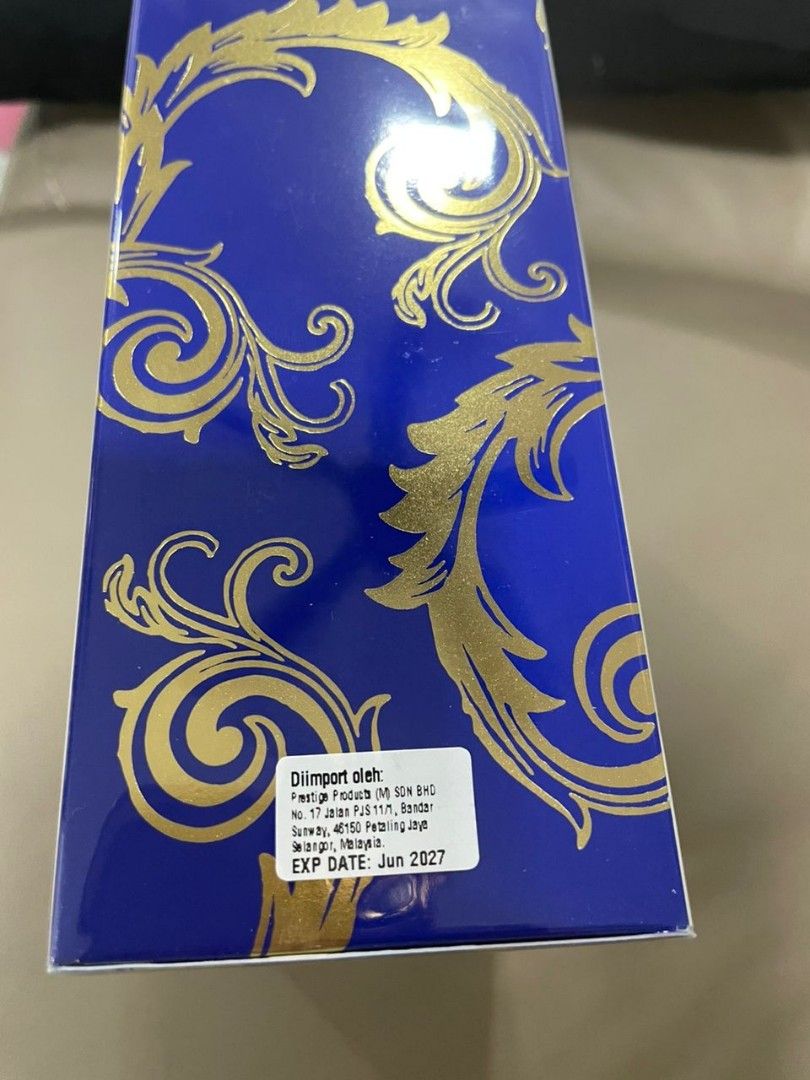 Diimport oleh:
Prestige Products (M) SDN BHD
No. 17 Jalan PJS 11/1, Bandar
Sunway, 46150 Petaling Jaya
Selangor, Malaysia.
EXP DATE: Jun 2027